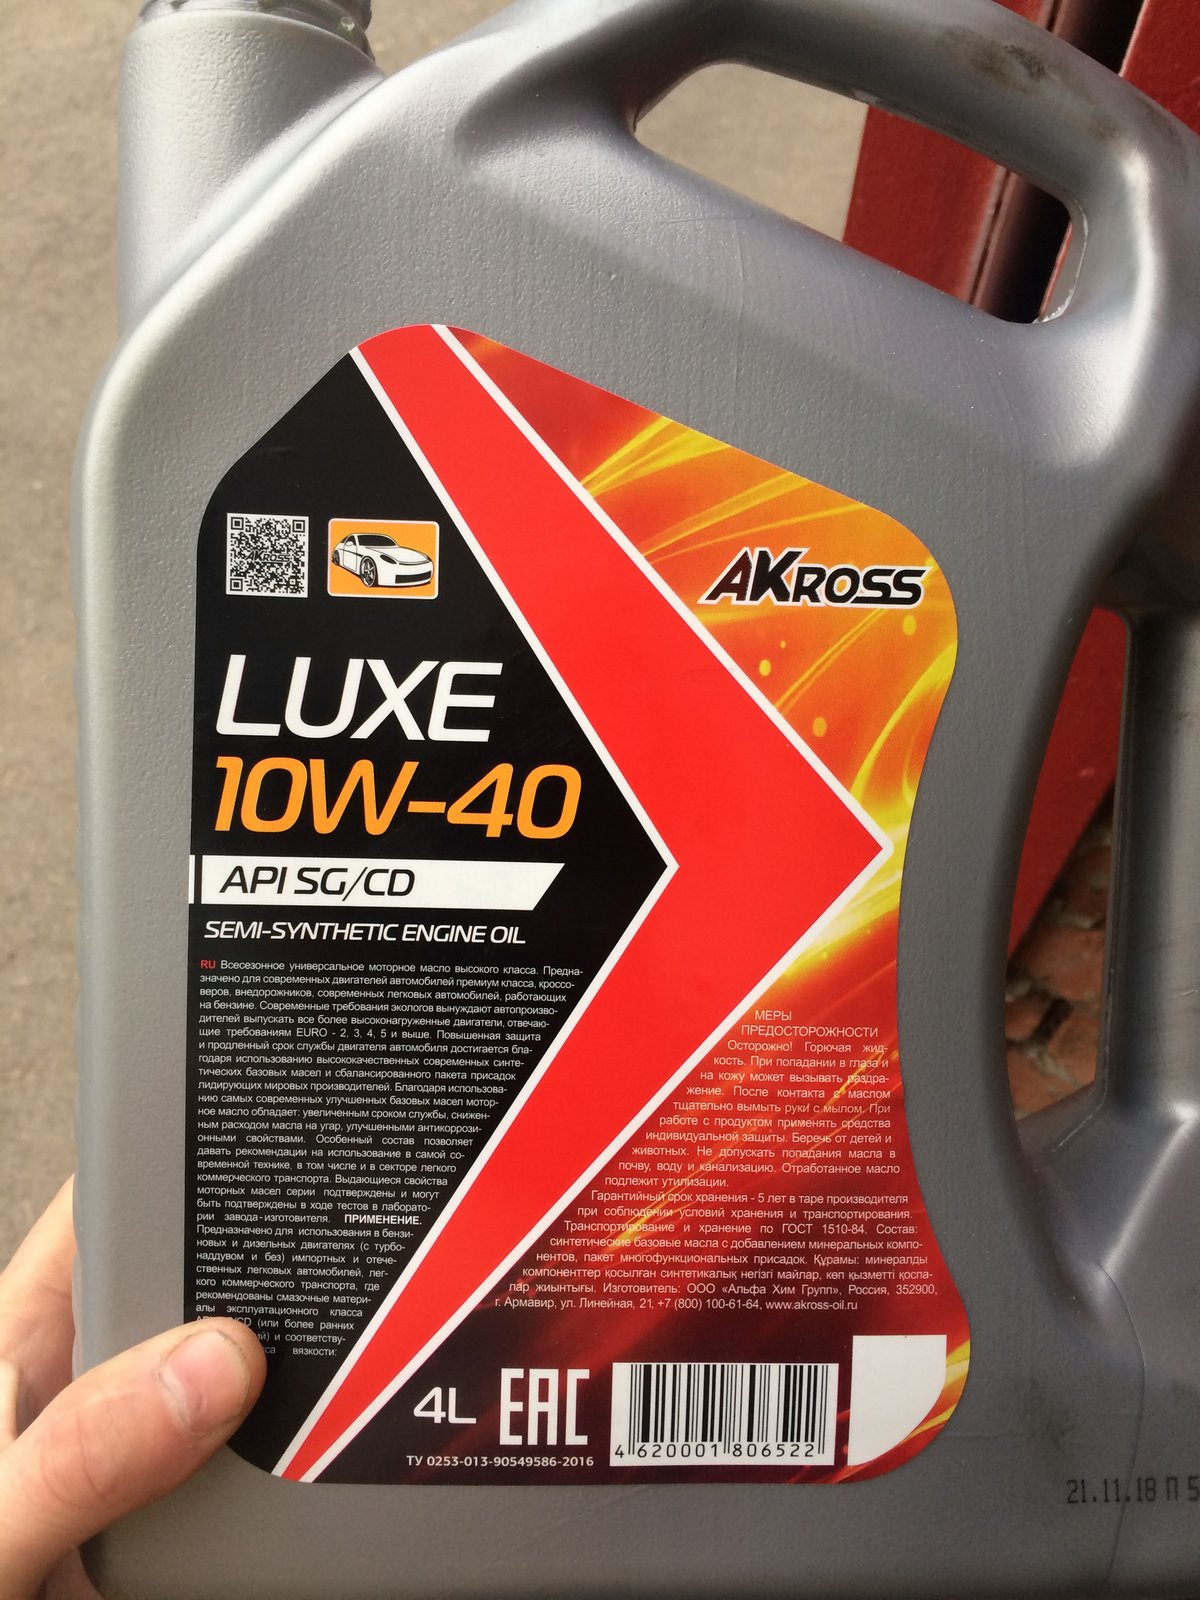 AKROSS
LUXE
10W-40
API SG/CD
SEMI-SYNTHETIC ENGINE OIL
RU Всесезонное универсальное моторное масло высокого класса. Предна-
значено для современных двигателей автомобилей премиум класса, кроссо-
веров, внедорожников, современных легковых автомобилей, работающих
на бензине. Современные требования экологов вынуждают автопроизво-
дителей выпускать все более высоконагруженные двигатели, отвечаю-
щие требованиям EURO - 2, 3, 4, 5 и выше. Повышенная защита
и продленный срок службы двигателя автомобиля достигается бла-
годаря использованию высококачественных современных синте-
тических базовых масел и сбалансированного пакета присадок
лидирующих мировых производителей. Благодаря использова-
нию самых современных улучшенных базовых масел мотор-
ное масло обладает: увеличенным сроком службы, снижен-
ным расходом масла на угар, улучшенными антикоррози-
онными свойствами. Особенный состав позволяет
давать рекомендации на использование в самой со-
временной технике, в том числе и в секторе легкого
коммерческого транспорта. Выдающиеся свойства
моторных масел серии подтверждены и могут
быть подтверждены в ходе тестов в лаборато-
рии завода-изготовителя. ПРИМЕНЕНИЕ.
Предназначено для использования в бензи-
новых и дизельных двигателях (с турбо-
наддувом и без) импортных и отече-
ственных легковых автомобилей, лег-
кого коммерческого транспорта, где
рекомендованы смазочные матери-
алы эксплуатационного класса
/CD (или более ранних
и соответству-
вязкости:
МЕРЫ
ПРЕДОСТОРОЖНОСТИ
Осторожно! Горючая жид-
кость. При попадании в глаза и
на кожу может вызывать раздра-
жение. После контакта с маслом
тщательно вымыть руки с мылом. При
работе с продуктом применять средства
индивидуальной защиты. Беречь от детей и
животных. Не допускать попадания масла в
почву, воду и канализацию. Отработанное масло
подлежит утилизации.
Гарантийный срок хранения - 5 лет в таре производителя
при соблюдении условий хранения и транспортирования.
Транспортирование и хранение по ГОСТ 1510-84. Состав:
синтетические базовые масла с добавлением минеральных компо-
нентов, пакет многофункциональных присадок. Құрамы: минералды
компоненттер қосылған синтетикалық негізгі майлар, көп қызметті қоспа-
лар жиынтығы. Изготовитель: ООО «Альфа Хим Групп», Россия, 352900,
г. Армавир, ул. Линейная, 21, +7 (800) 100-61-64, www.akross-oil.ru
4L EAC
4 620001 806522
ТУ 0253-013-90549586-2016
21.11.18 П 5